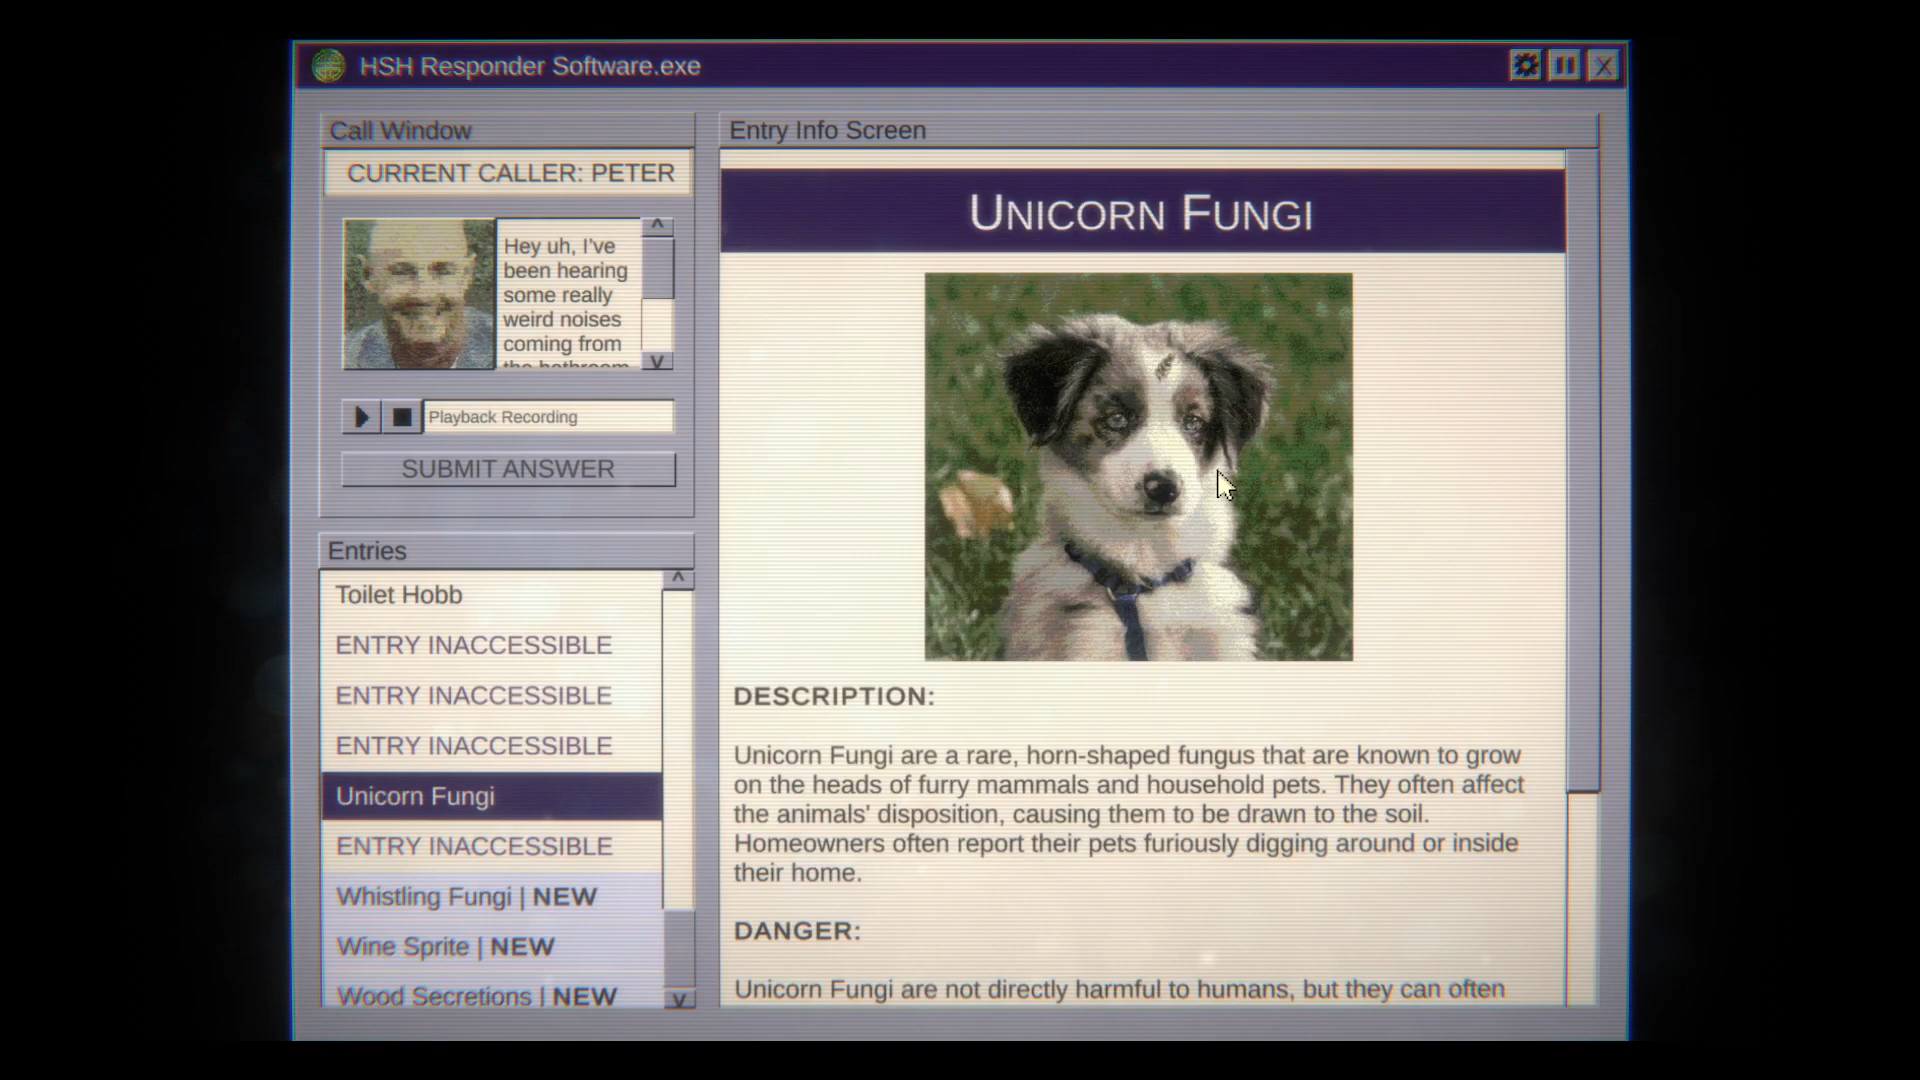 HSH Responder Software.exe
Call Window
CURRENT CALLER: PETER
Hey uh, I've
been hearing
some really
weird noises
coming from
the bathroom
Playback Recording
SUBMIT ANSWER
Entries
Toilet Hobb
ENTRY INACCESSIBLE
ENTRY INACCESSIBLE
ENTRY INACCESSIBLE
Unicorn Fungi
ENTRY INACCESSIBLE
Whistling Fungi | NEW
Wine Sprite | NEW
Wood Secretions | NEW
Entry Info Screen
UNICORN FUNGI
DESCRIPTION:
Unicorn Fungi are a rare, horn-shaped fungus that are known to grow
on the heads of furry mammals and household pets. They often affect
the animals' disposition, causing them to be drawn to the soil.
Homeowners often report their pets furiously digging around or inside
their home.
DANGER:
Unicorn Fungi are not directly harmful to humans, but they can often